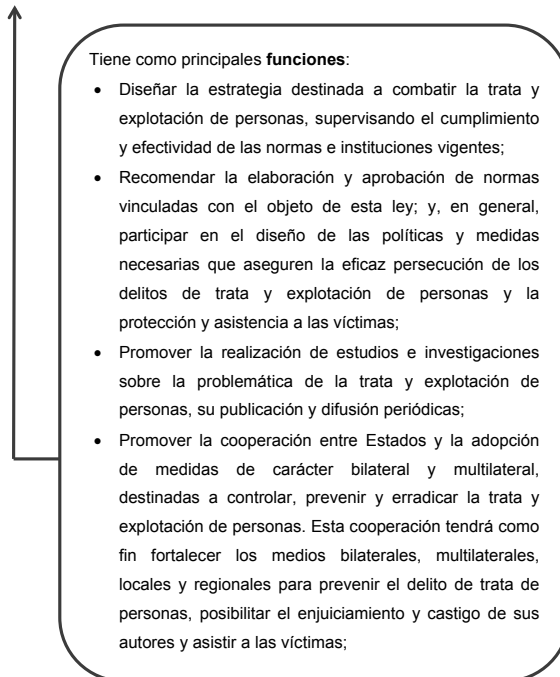 Tiene como principales funciones:
• Diseñar la estrategia destinada a combatir la trata y
explotación de personas, supervisando el cumplimiento
y efectividad de las normas e instituciones vigentes;
• Recomendar la elaboración y aprobación de normas
vinculadas con el objeto de esta ley; y, en general,
participar en el diseño de las políticas y medidas
necesarias que aseguren la eficaz persecución de los
delitos de trata y explotación de personas y la
protección y asistencia a las víctimas;
• Promover la realización de estudios e investigaciones
sobre la problemática de la trata y explotación de
personas, su publicación y difusión periódicas;
• Promover la cooperación entre Estados y la adopción
de medidas de carácter bilateral y multilateral,
destinadas a controlar, prevenir y erradicar la trata y
explotación de personas. Esta cooperación tendrá como
fin fortalecer los medios bilaterales, multilaterales,
locales y regionales para prevenir el delito de trata de
personas, posibilitar el enjuiciamiento y castigo de sus
autores y asistir a las víctimas;